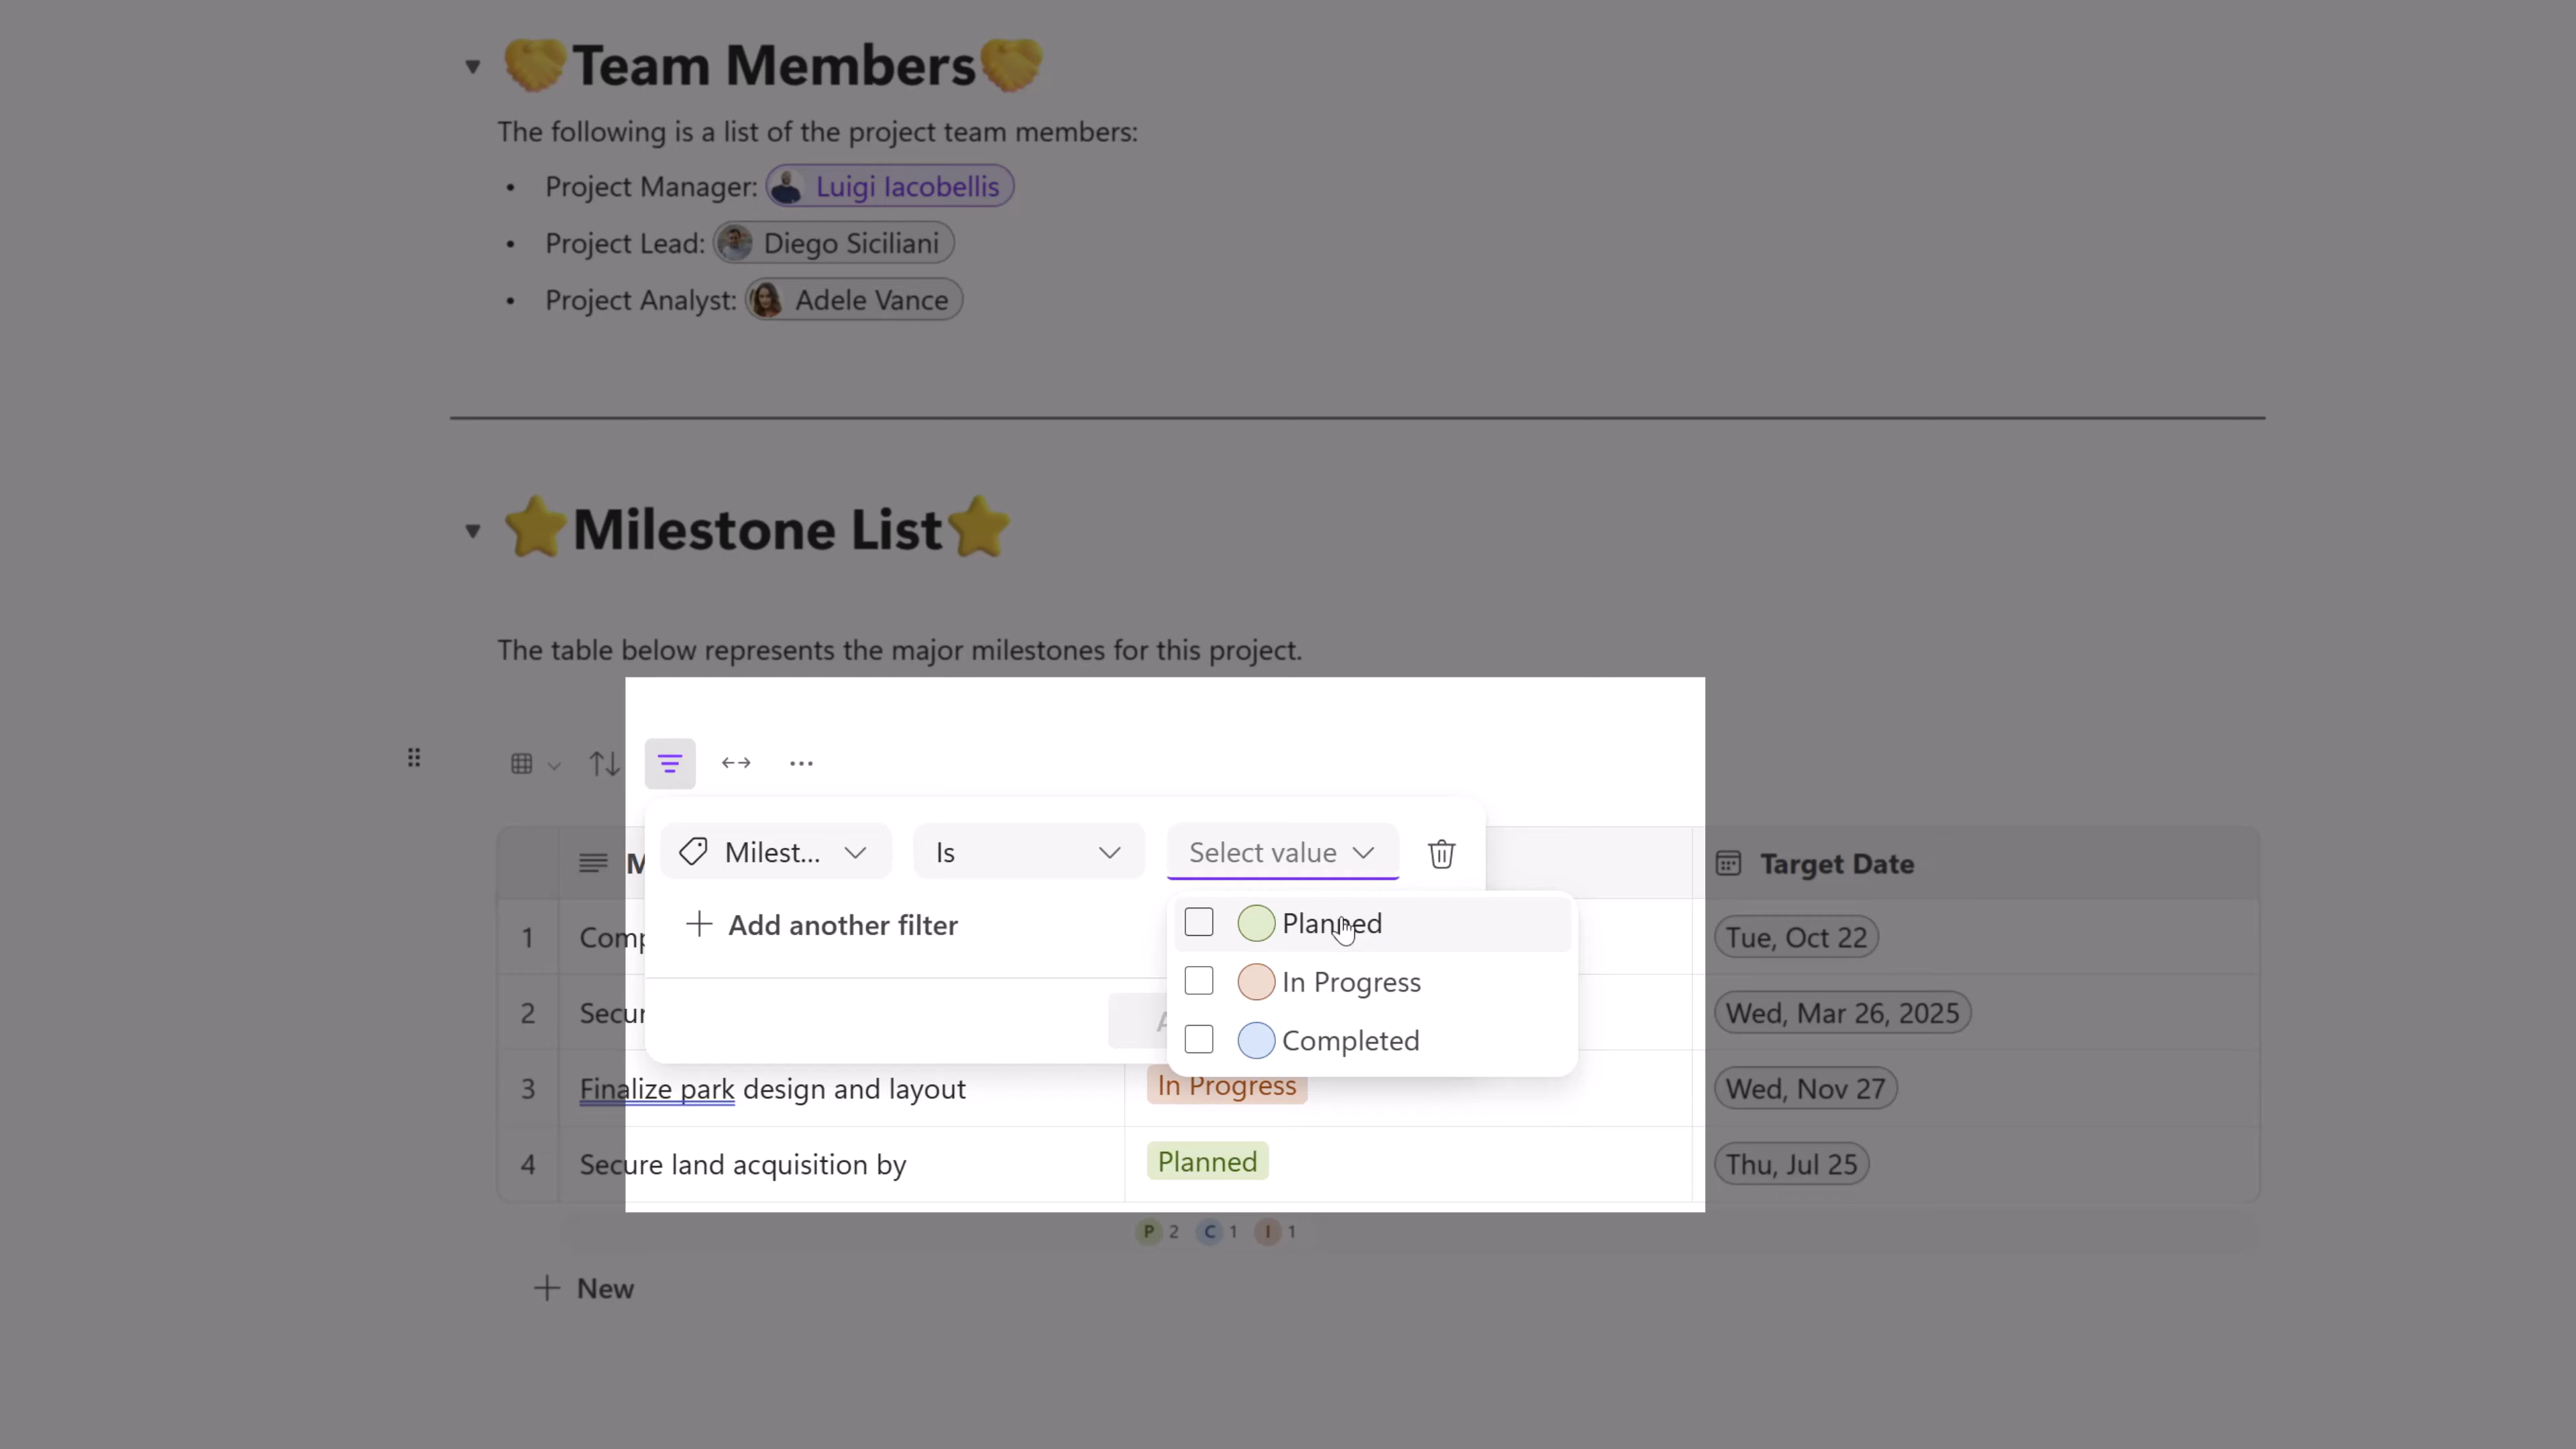 Team Members
The following is a list of the project team members:
• Project Manager: Luigi Iacobellis
• Project Lead: Diego Siciliani
• Project Analyst: Adele Vance
Milestone List
The table below represents the major milestones for this project.
Milest... Is Select value
Target Date
Add another filter
Planned
In Progress
Completed
1 Tue, Oct 22
2 Wed, Mar 26, 2025
3 Finalize park design and layout In Progress Wed, Nov 27
4 Secure land acquisition by Planned Thu, Jul 25
P 2 C 1 I 1
New